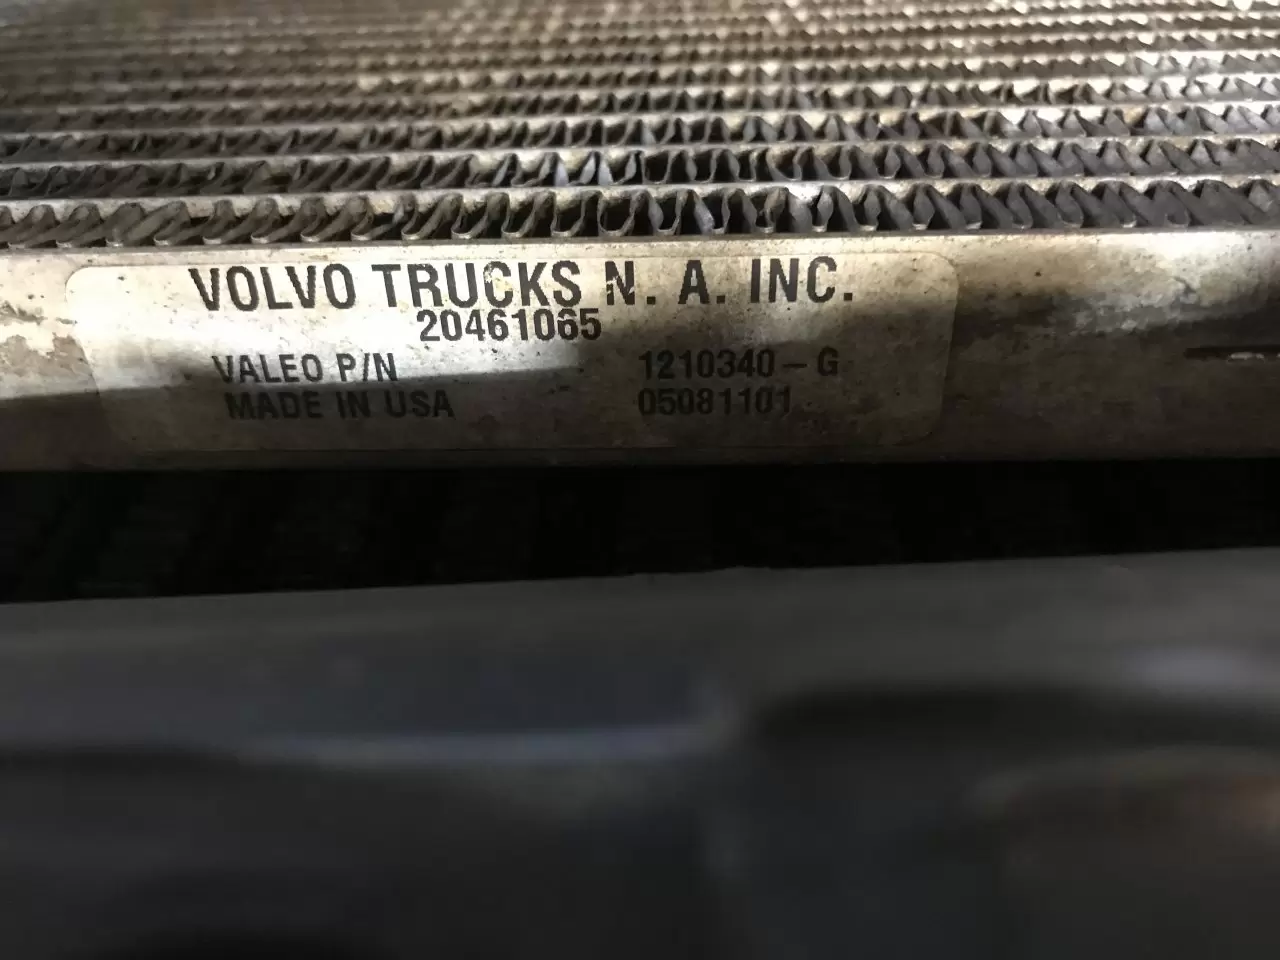 VOLVO TRUCKS N. A. INC.
20461065
VALEO P/N 1210340-G
MADE IN USA 05081101